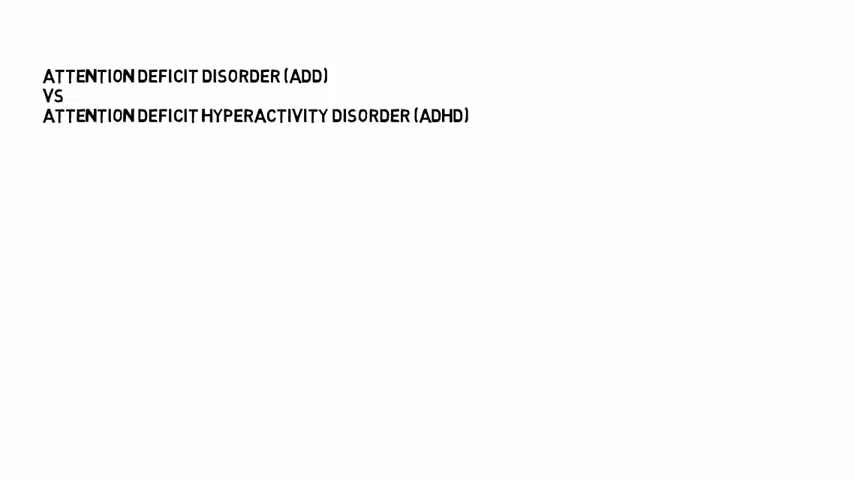 ATTENTION DEFICIT DISORDER (ADD)
VS
ATTENTION DEFICIT HYPERACTIVITY DISORDER (ADHD)